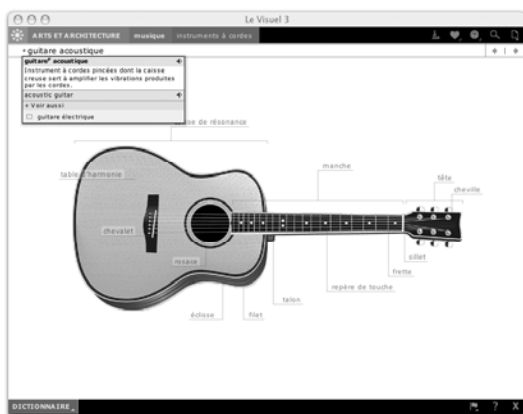 Le Visuel 3
ARTS ET ARCHITECTURE musique instruments à cordes
guitare acoustique
guitare acoustique
Instrument à cordes pincées dont la caisse
creuse sert à amplifier les vibrations produites
par les cordes.
acoustic guitar
+ Voir aussi
guitare électrique
de résonance
manche
tête
cheville
table d'harmonie
chevalet
rosace
sillet
frette
repère de touche
talon
éclisse
filet
DICTIONNAIRE
? X